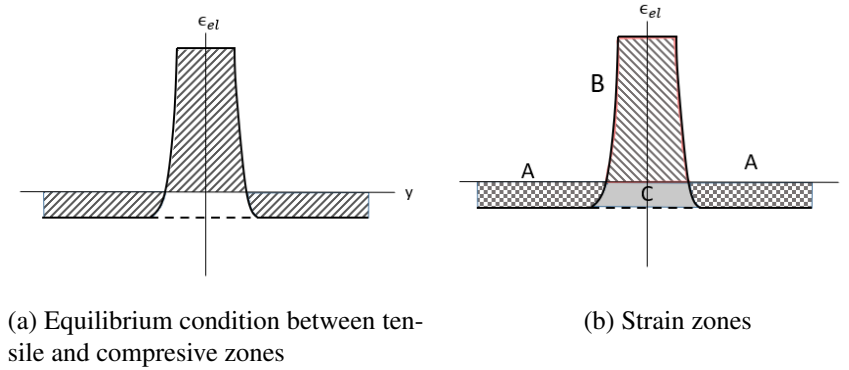 ϵ_el
y
(a) Equilibrium condition between ten-
sile and compresive zones
ϵ_el
B
A
A
C
(b) Strain zones